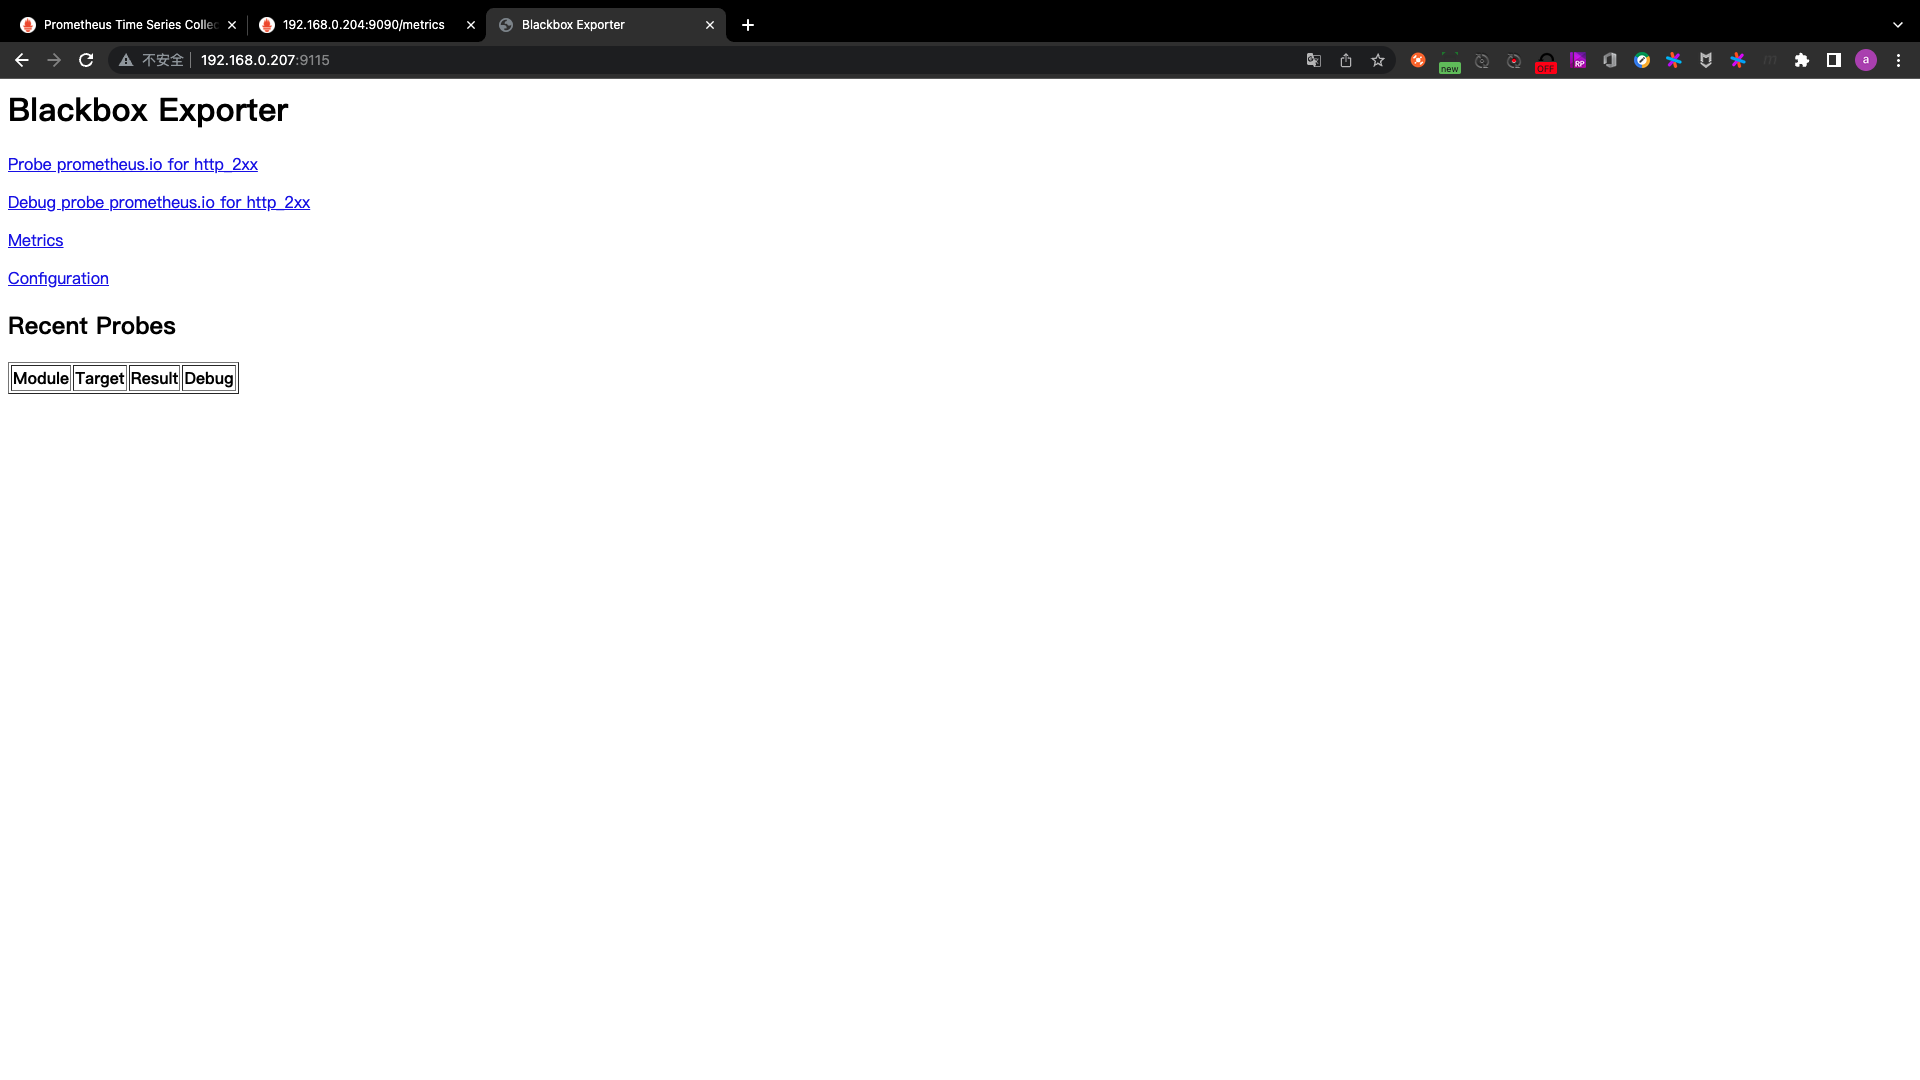 Prometheus Time Series Collec
192.168.0.204:9090/metrics
Blackbox Exporter
不安全 192.168.0.207:9115
new
OFF
RP
m
a
Blackbox Exporter
Probe prometheus.io for http_2xx
Debug probe prometheus.io for http_2xx
Metrics
Configuration
Recent Probes
Module Target Result Debug